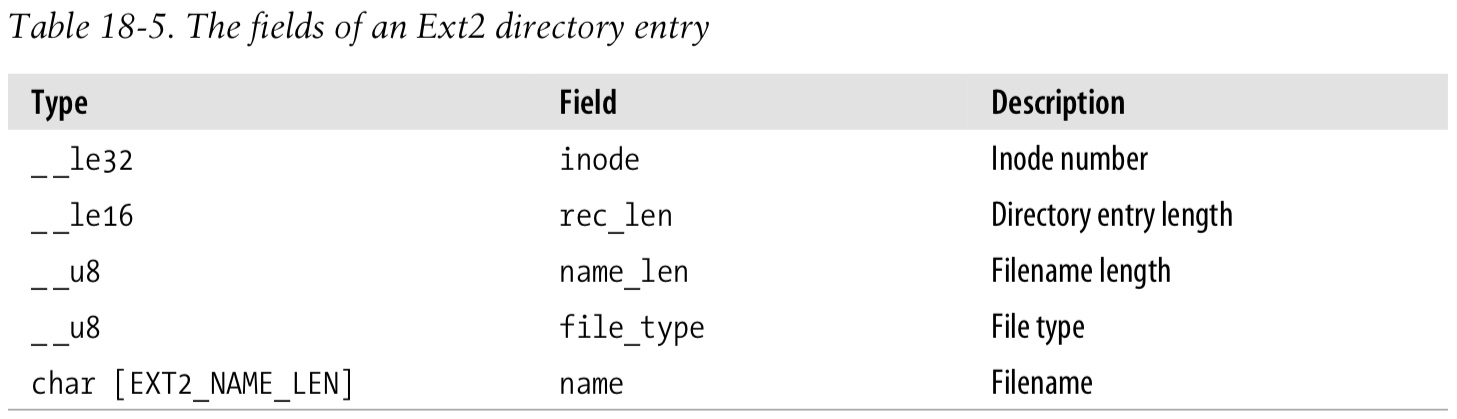 Table 18-5. The fields of an Ext2 directory entry
Type Field Description
__le32 inode Inode number
__le16 rec_len Directory entry length
__u8 name_len Filename length
__u8 file_type File type
char [EXT2_NAME_LEN] name Filename